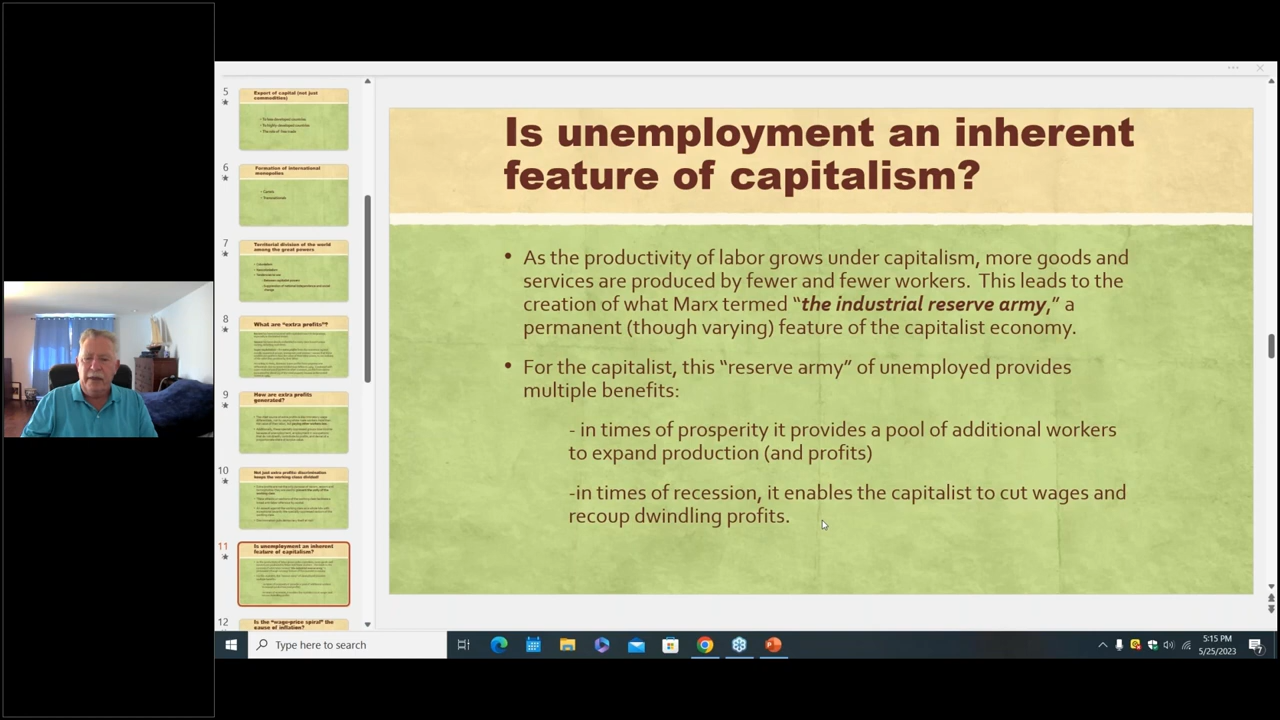 5
Export of capital (not just
commodities)
6
Formation of international
monopolies
7
Territorial division of the world
among the great powers
8
What are "extra profits"?
9
How are extra profits
generated?
10
Not just extra profits: discrimination
keeps the working class divided!
11
Is unemployment an inherent
feature of capitalism?
12
Is the "wage-price spiral" the
cause of inflation?
Is unemployment an inherent
feature of capitalism?
• As the productivity of labor grows under capitalism, more goods and
services are produced by fewer and fewer workers. This leads to the
creation of what Marx termed "the industrial reserve army," a
permanent (though varying) feature of the capitalist economy.
• For the capitalist, this "reserve army" of unemployed provides
multiple benefits:
- in times of prosperity it provides a pool of additional workers
to expand production (and profits)
-in times of recession, it enables the capitalist to cut wages and
recoup dwindling profits.
Type here to search
5:15 PM
5/25/2023